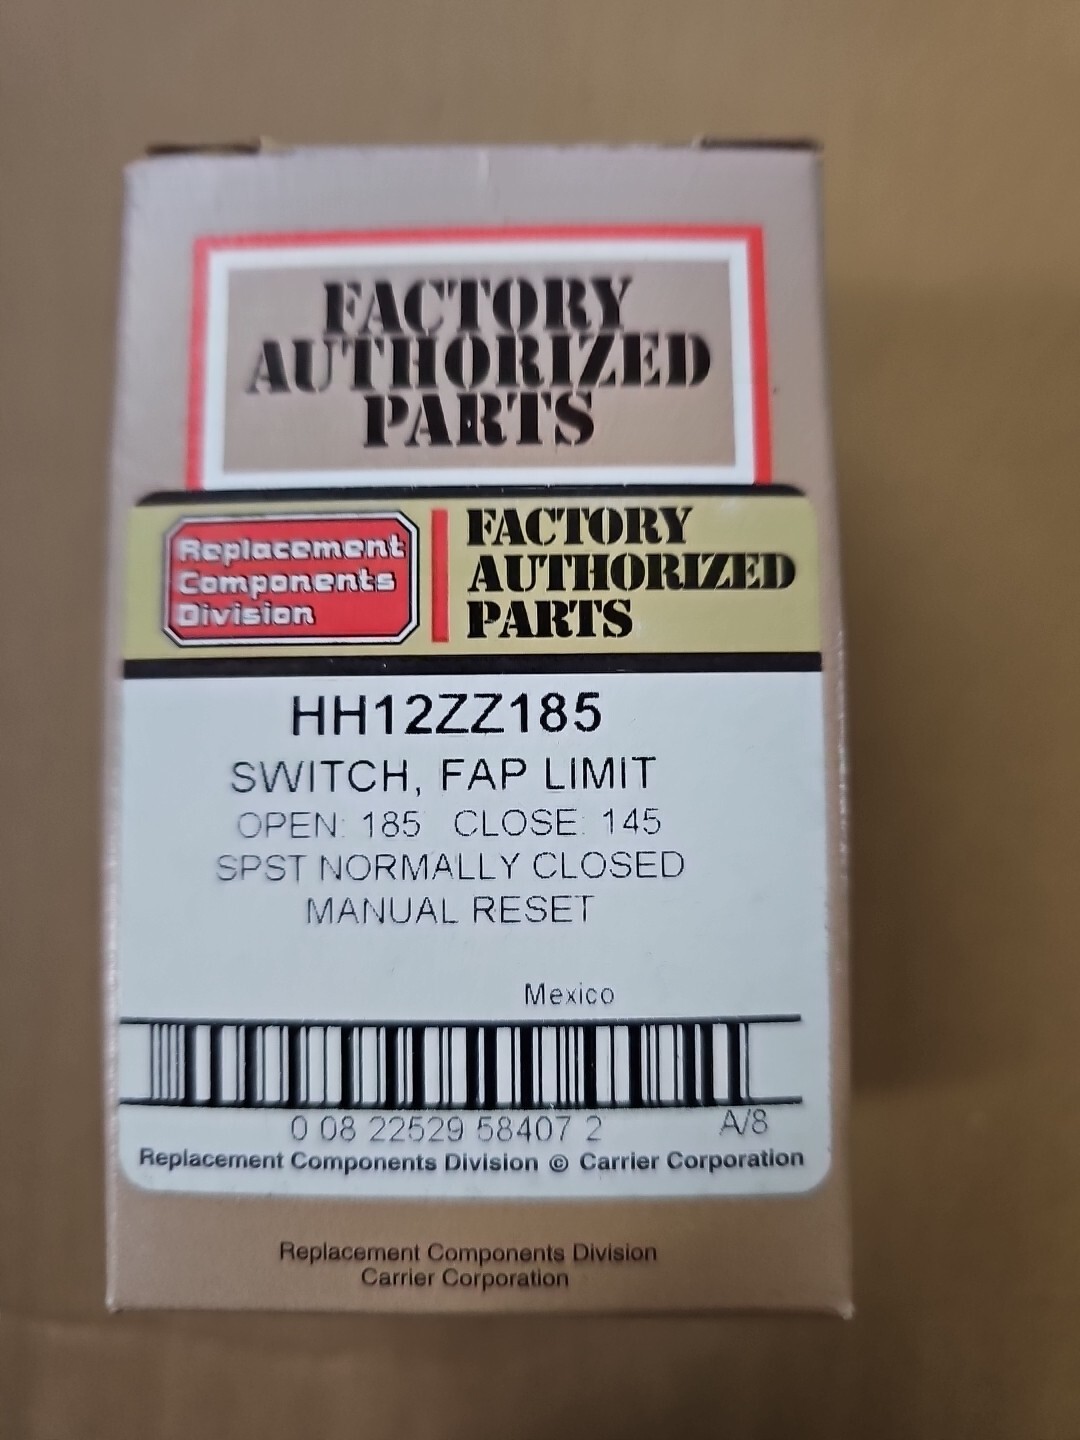 FACTORY
AUTHORIZED
PARTS
Replacement
Components
Division
FACTORY
AUTHORIZED
PARTS
HH12ZZ185
SWITCH, FAP LIMIT
OPEN: 185 CLOSE: 145
SPST NORMALLY CLOSED
MANUAL RESET
Mexico
0 08 22529 58407 2
A/8
Replacement Components Division © Carrier Corporation
Replacement Components Division
Carrier Corporation